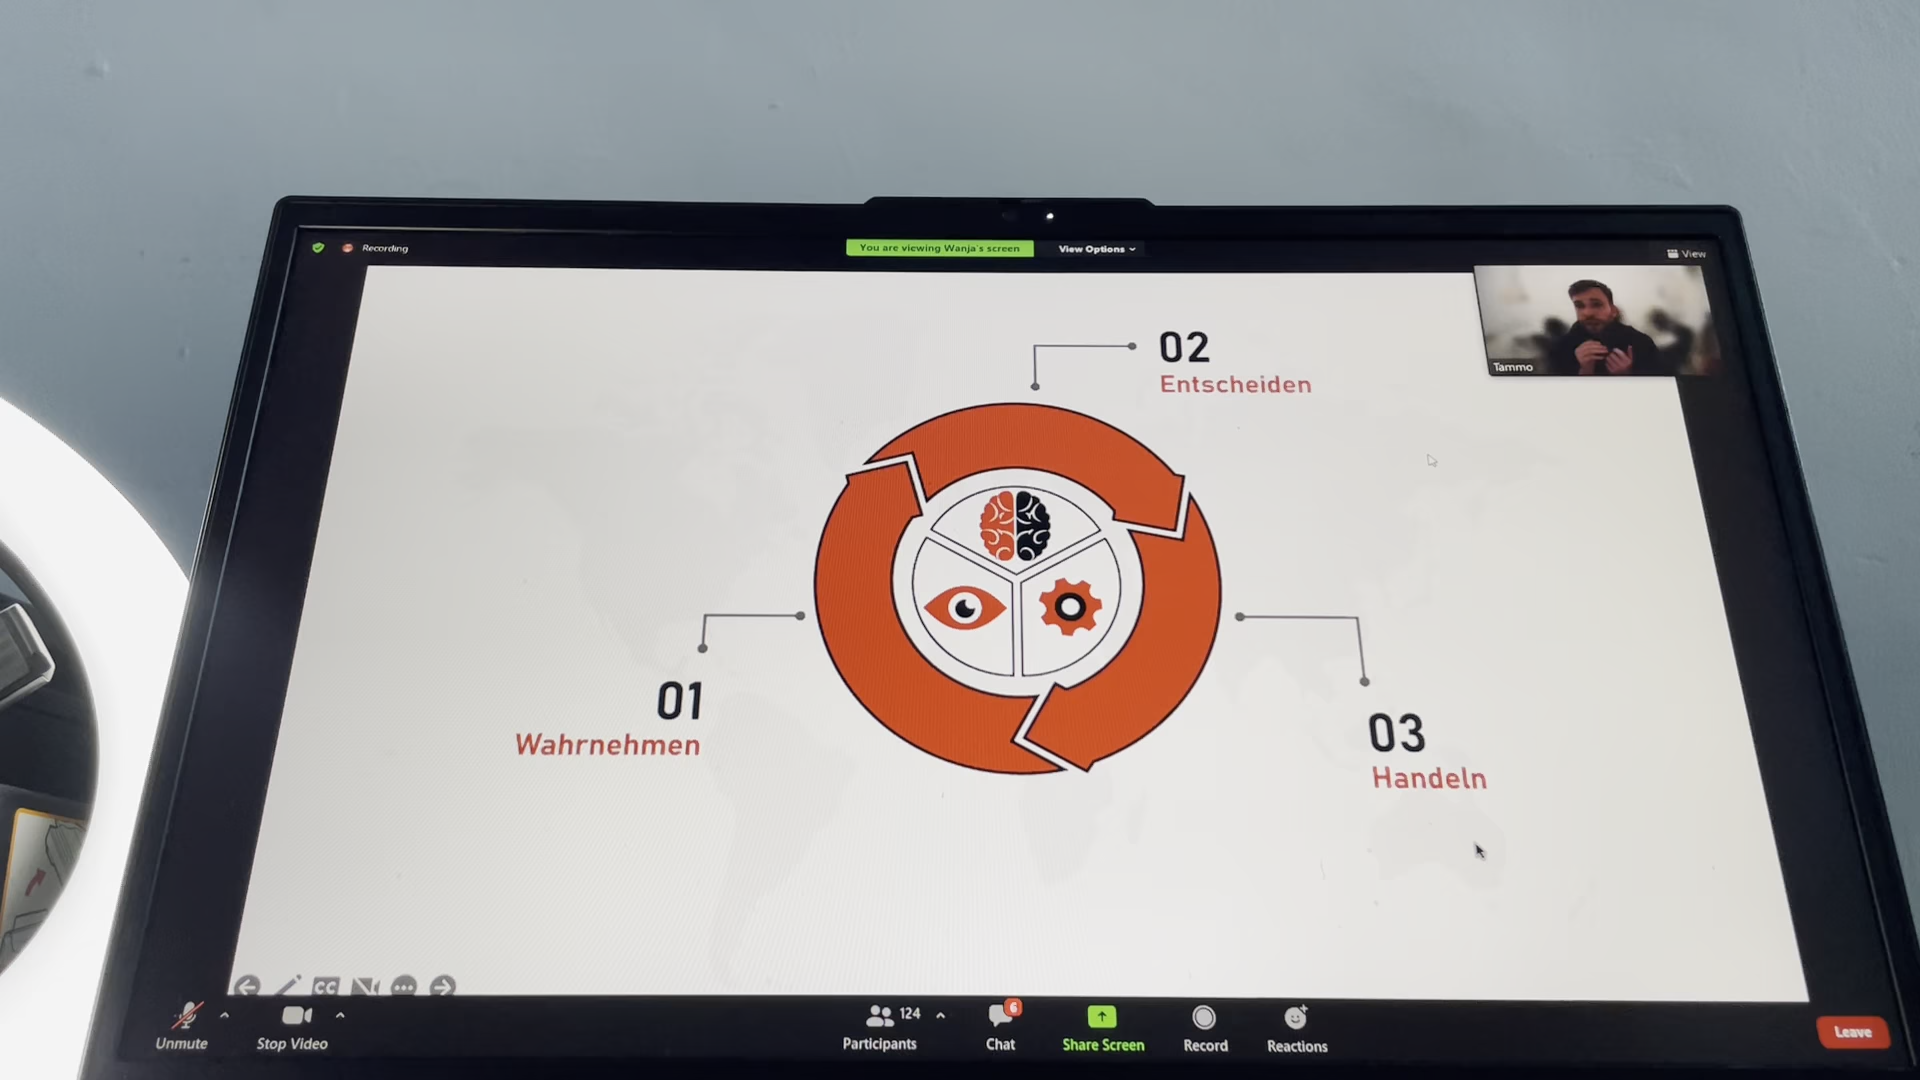 Recording
You are viewing Wanja's screen
View Options
View
Tammo
02
Entscheiden
01
Wahrnehmen
03
Handeln
CC
Unmute
Stop Video
124
Participants
6
Chat
Share Screen
Record
Reactions
Leave